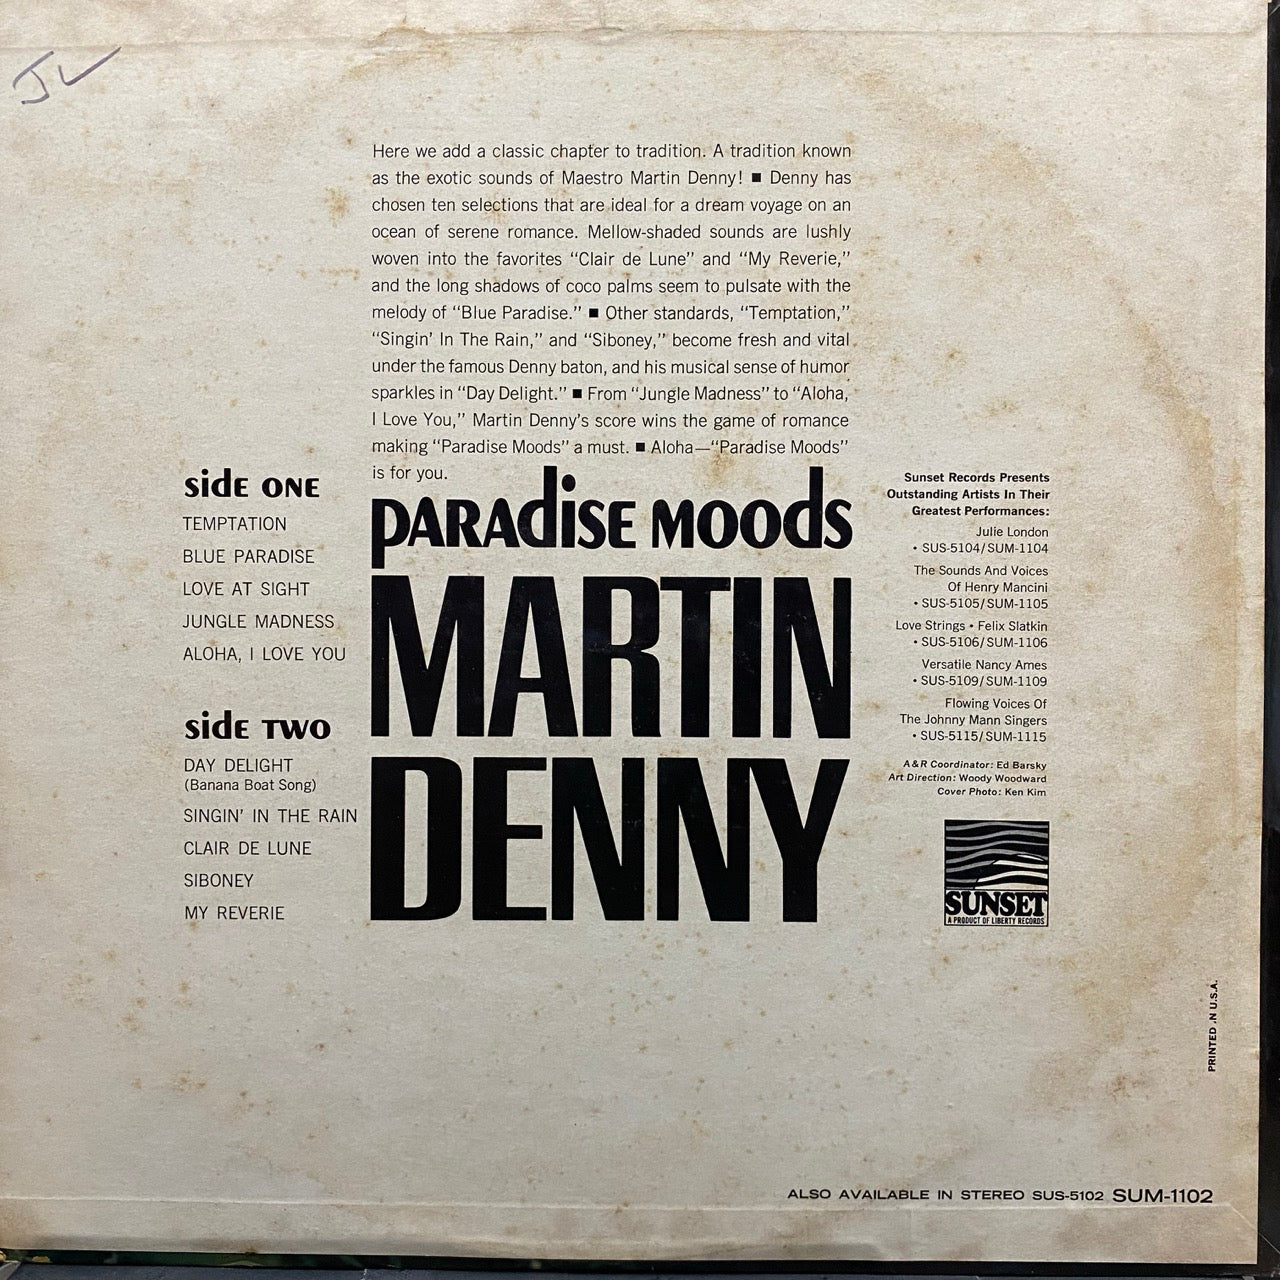 JL
Here we add a classic chapter to tradition. A tradition known
as the exotic sounds of Maestro Martin Denny! ■ Denny has
chosen ten selections that are ideal for a dream voyage on an
ocean of serene romance. Mellow-shaded sounds are lushly
woven into the favorites “Clair de Lune” and “My Reverie,”
and the long shadows of coco palms seem to pulsate with the
melody of “Blue Paradise.” ■ Other standards, “Temptation,”
“Singin’ In The Rain,” and “Siboney,” become fresh and vital
under the famous Denny baton, and his musical sense of humor
sparkles in “Day Delight.” ■ From “Jungle Madness” to “Aloha,
I Love You,” Martin Denny’s score wins the game of romance
making “Paradise Moods” a must. ■ Aloha—“Paradise Moods”
is for you.
side ONE
TEMPTATION
BLUE PARADISE
LOVE AT SIGHT
JUNGLE MADNESS
ALOHA, I LOVE YOU
side TWO
DAY DELIGHT
(Banana Boat Song)
SINGIN’ IN THE RAIN
CLAIR DE LUNE
SIBONEY
MY REVERIE
PARAdisE MOOds
MARTIN
DENNY
Sunset Records Presents
Outstanding Artists In Their
Greatest Performances:
Julie London
• SUS-5104/SUM-1104
The Sounds And Voices
Of Henry Mancini
• SUS-5105/SUM-1105
Love Strings • Felix Slatkin
• SUS-5106/SUM-1106
Versatile Nancy Ames
• SUS-5109/SUM-1109
Flowing Voices Of
The Johnny Mann Singers
• SUS-5115/SUM-1115
A&R Coordinator: Ed Barsky
Art Direction: Woody Woodward
Cover Photo: Ken Kim
SUNSET
A PRODUCT OF LIBERTY RECORDS
PRINTED IN U.S.A.
ALSO AVAILABLE IN STEREO SUS-5102 SUM-1102